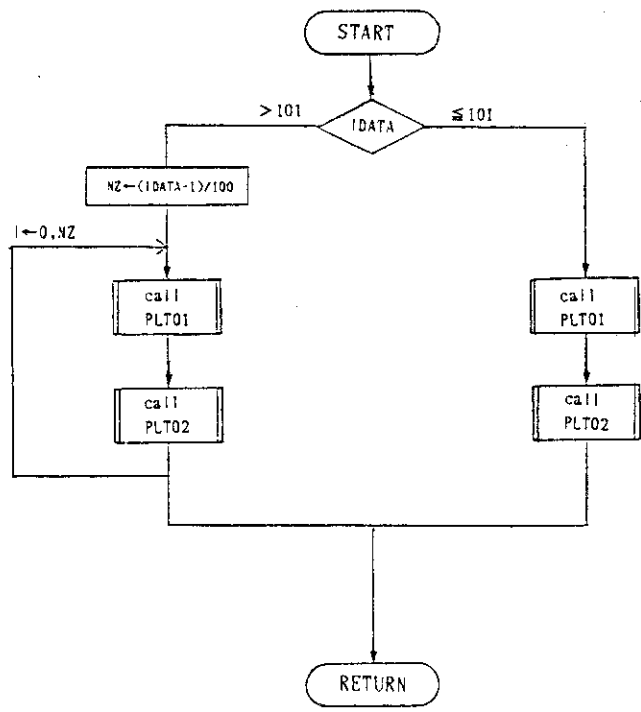 START
IDATA
>101
≦101
NZ←(IDATA-1)/100
I←0,NZ
call
PLT01
call
PLT02
call
PLT01
call
PLT02
RETURN